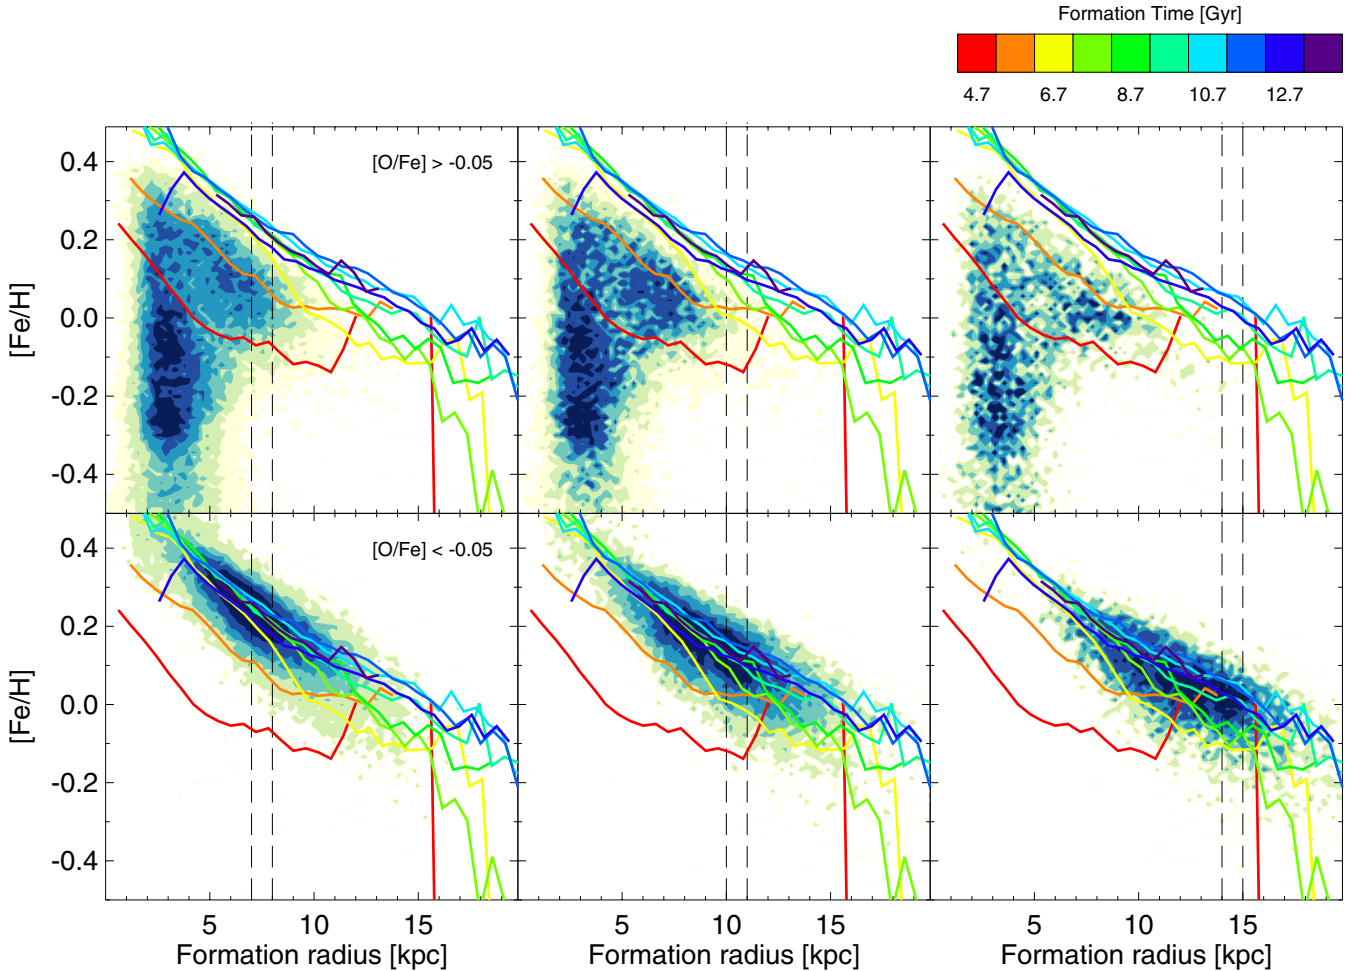 Formation Time [Gyr]
4.7 6.7 8.7 10.7 12.7
[O/Fe] > -0.05
0.4
0.2
0.0
-0.2
-0.4
[Fe/H]
[O/Fe] < -0.05
0.4
0.2
0.0
-0.2
-0.4
[Fe/H]
5 10 15 5 10 15 5 10 15
Formation radius [kpc] Formation radius [kpc] Formation radius [kpc]